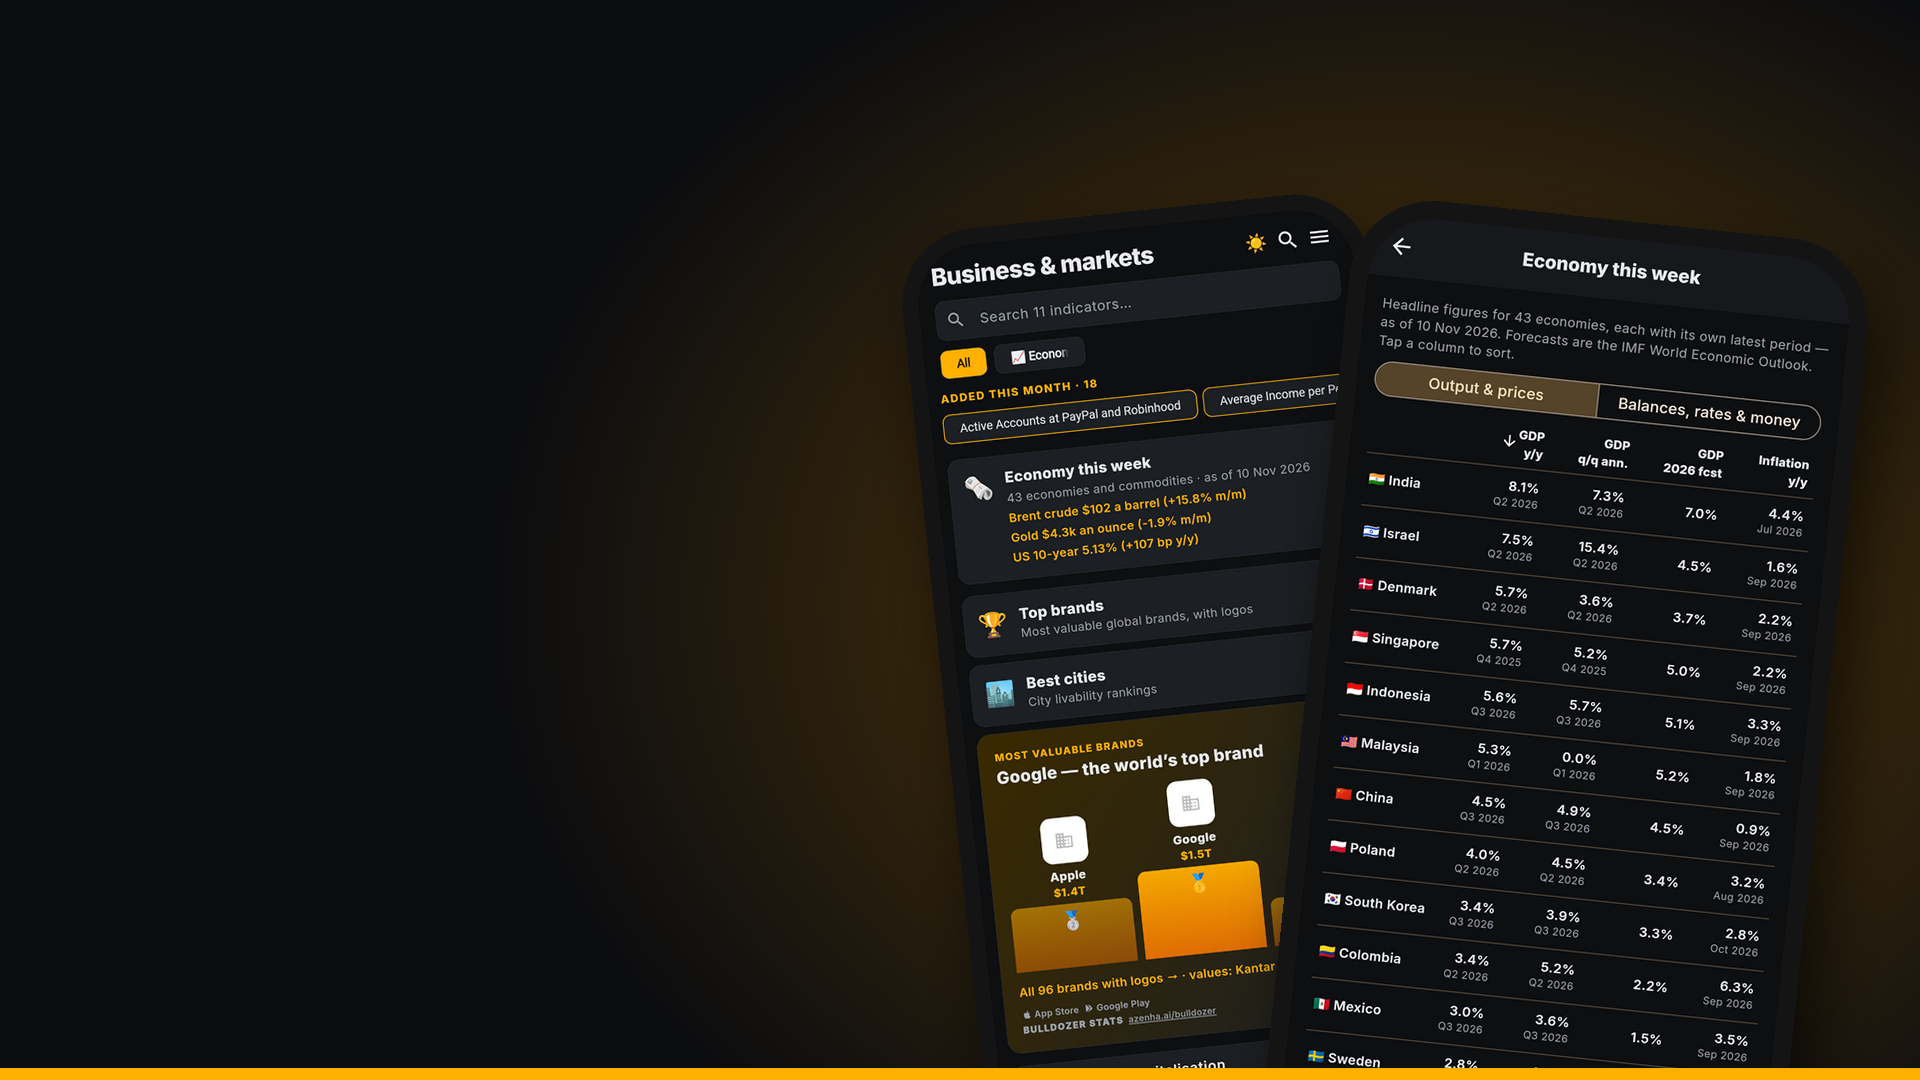 Business & markets
Search 11 indicators...
All
Econor
ADDED THIS MONTH · 18
Active Accounts at PayPal and Robinhood
Average Income per Pe
Economy this week
43 economies and commodities · as of 10 Nov 2026
Brent crude $102 a barrel (+15.8% m/m)
Gold $4.3k an ounce (-1.9% m/m)
US 10-year 5.13% (+107 bp y/y)
Top brands
Most valuable global brands, with logos
Best cities
City livability rankings
MOST VALUABLE BRANDS
Google — the world's top brand
Apple
$1.4T
Google
$1.5T
All 96 brands with logos → · values: Kantar
App Store Google Play
BULLDOZER STATS azenha.ai/bulldozer
italisation
Economy this week
Headline figures for 43 economies, each with its own latest period —
as of 10 Nov 2026. Forecasts are the IMF World Economic Outlook.
Tap a column to sort.
Output & prices
Balances, rates & money
↓ GDP y/y
GDP q/q ann.
GDP 2026 fcst
Inflation y/y
India 8.1% 7.3% 7.0% 4.4%
Q2 2026 Q2 2026 Jul 2026
Israel 7.5% 15.4% 4.5% 1.6%
Q2 2026 Q2 2026 Sep 2026
Denmark 5.7% 3.6% 3.7% 2.2%
Q2 2026 Q2 2026 Sep 2026
Singapore 5.7% 5.2% 5.0% 2.2%
Q4 2025 Q4 2025 Sep 2026
Indonesia 5.6% 5.7% 5.1% 3.3%
Q3 2026 Q3 2026 Sep 2026
Malaysia 5.3% 0.0% 5.2% 1.8%
Q1 2026 Q1 2026 Sep 2026
China 4.5% 4.9% 4.5% 0.9%
Q3 2026 Q3 2026 Sep 2026
Poland 4.0% 4.5% 3.4% 3.2%
Q2 2026 Q2 2026 Aug 2026
South Korea 3.4% 3.9% 3.3% 2.8%
Q3 2026 Q3 2026 Oct 2026
Colombia 3.4% 5.2% 2.2% 6.3%
Q2 2026 Q2 2026 Sep 2026
Mexico 3.0% 3.6% 1.5% 3.5%
Q3 2026 Q3 2026 Sep 2026
Sweden 2.8%